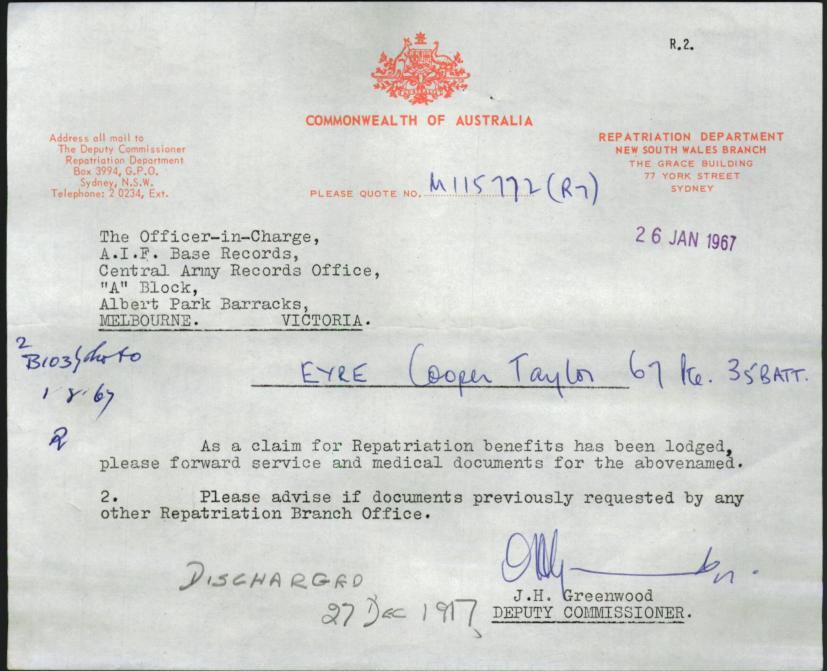 R.2.
COMMONWEALTH OF AUSTRALIA
Address all mail to
The Deputy Commissioner
Repatriation Department
Box 3994, G.P.O.
Sydney, N.S.W.
Telephone: 2 0234, Ext.
REPATRIATION DEPARTMENT
NEW SOUTH WALES BRANCH
THE GRACE BUILDING
77 YORK STREET
SYDNEY
PLEASE QUOTE NO. M115772 (R7)
26 JAN 1967
The Officer-in-Charge,
A.I.F. Base Records,
Central Army Records Office,
"A" Block,
Albert Park Barracks,
MELBOURNE. VICTORIA.
2
B103/photo
1.8.67
R
EYRE Cooper Taylor 67 Pte. 35 BATT.
As a claim for Repatriation benefits has been lodged,
please forward service and medical documents for the abovenamed.
2. Please advise if documents previously requested by any
other Repatriation Branch Office.
J.H. Greenwood
DEPUTY COMMISSIONER.
DISCHARGED
27 Dec 1917